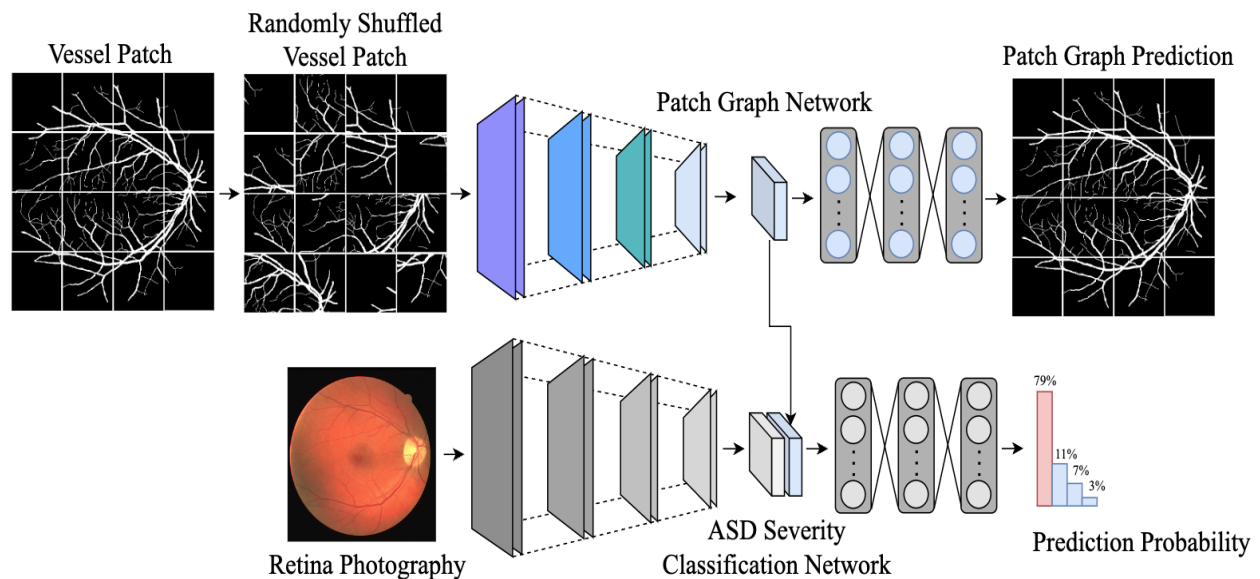 Vessel Patch
Randomly Shuffled
Vessel Patch
Patch Graph Network
Patch Graph Prediction
Retina Photography
ASD Severity
Classification Network
79%
11%
7%
3%
Prediction Probability